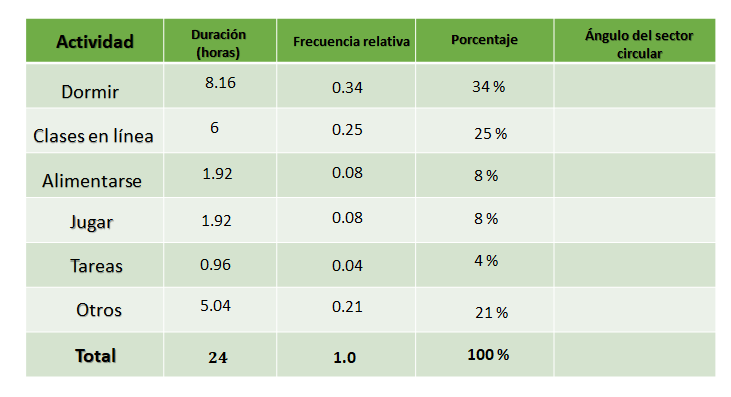 Actividad Duración (horas) Frecuencia relativa Porcentaje Ángulo del sector circular
Dormir 8.16 0.34 34 %
Clases en línea 6 0.25 25 %
Alimentarse 1.92 0.08 8 %
Jugar 1.92 0.08 8 %
Tareas 0.96 0.04 4 %
Otros 5.04 0.21 21 %
Total 24 1.0 100 %